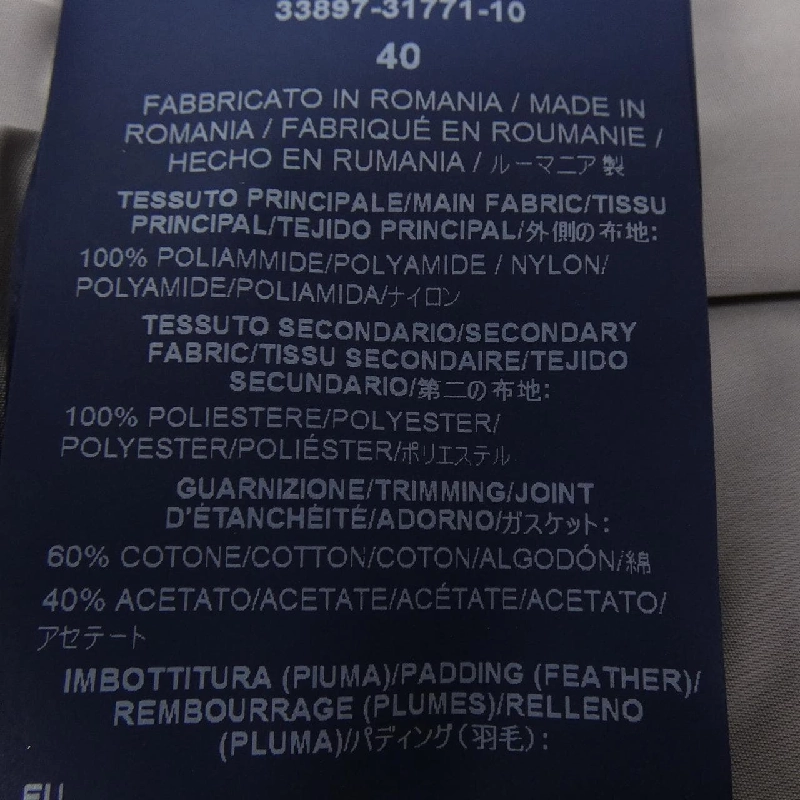 33897-31771-10
40
FABBRICATO IN ROMANIA / MADE IN
ROMANIA / FABRIQUÉ EN ROUMANIE /
HECHO EN RUMANIA / ルーマニア製
TESSUTO PRINCIPALE/MAIN FABRIC/TISSU
PRINCIPAL/TEJIDO PRINCIPAL/外側の布地:
100% POLIAMMIDE/POLYAMIDE / NYLON/
POLYAMIDE/POLIAMIDA/ナイロン
TESSUTO SECONDARIO/SECONDARY
FABRIC/TISSU SECONDAIRE/TEJIDO
SECUNDARIO/第二の布地:
100% POLIESTERE/POLYESTER/
POLYESTER/POLIÉSTER/ポリエステル
GUARNIZIONE/TRIMMING/JOINT
D'ÉTANCHÉITÉ/ADORNO/ガスケット:
60% COTONE/COTTON/COTON/ALGODÓN/綿
40% ACETATO/ACETATE/ACÉTATE/ACETATO/
アセテート
IMBOTTITURA (PIUMA)/PADDING (FEATHER)/
REMBOURRAGE (PLUMES)/RELLENO
(PLUMA)/パディング(羽毛):
EU